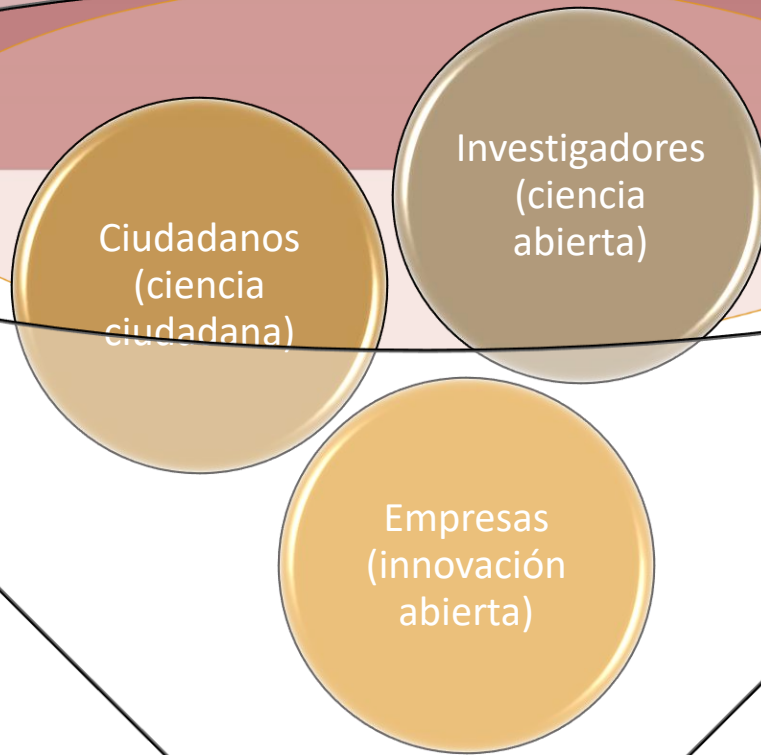 Investigadores
(ciencia
abierta)
Ciudadanos
(ciencia
ciudadana)
Empresas
(innovación
abierta)